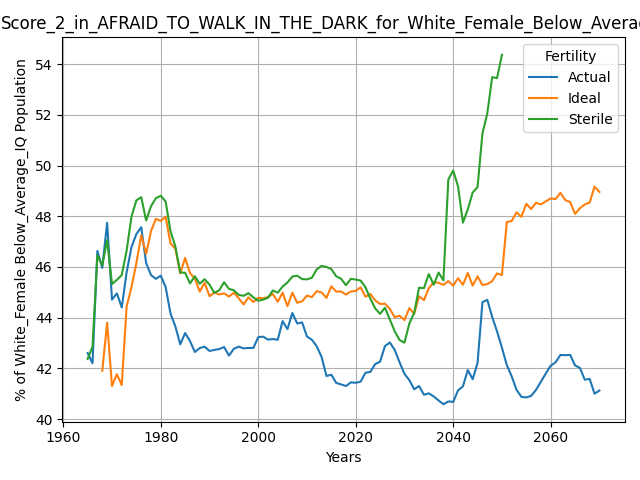 Score_2_in_AFRAID_TO_WALK_IN_THE_DARK_for_White_Female_Below_Avera
% of White_Female Below_Average_IQ Population
54
52
50
48
46
44
42
40
1960
1980
2000
2020
2040
2060
Years
Fertility
Actual
Ideal
Sterile